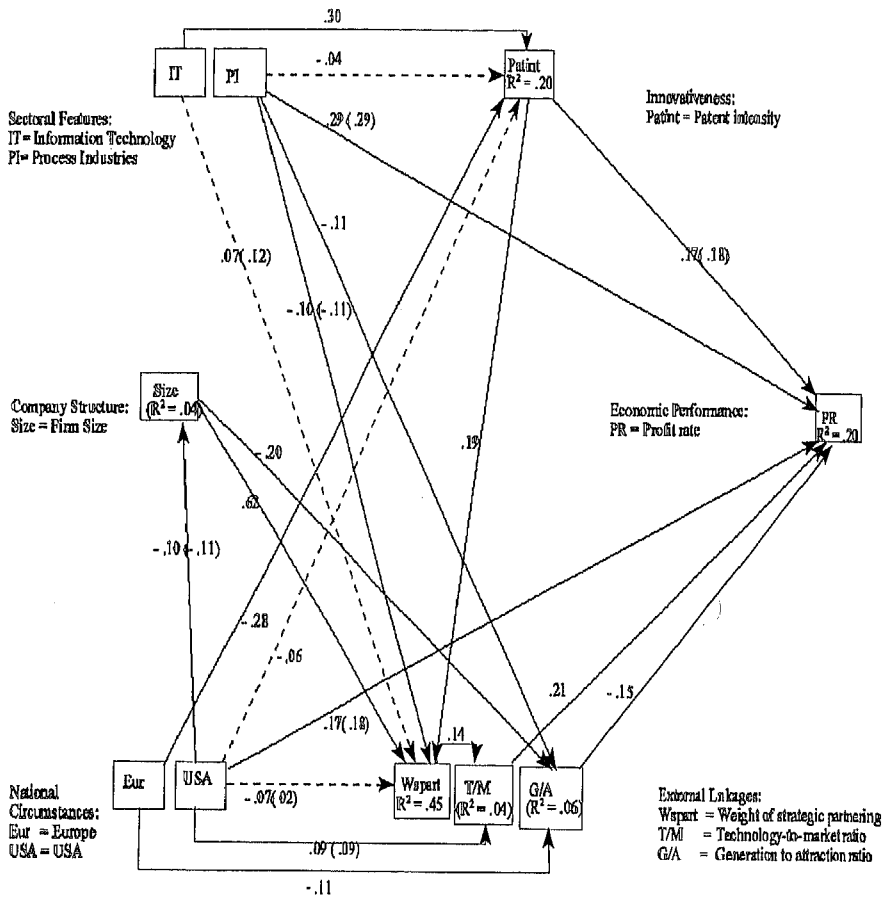 .30
IT
PI
- .04
Patint
R² = .20
Sectoral Features:
IT = Information Technology
PI= Process Industries
Innovativeness:
Patint = Patent intensity
.29 (.29)
- .11
.07(.12)
.17(.18)
- .10 (- .11)
Size
(R² = .04)
Company Structure:
Size = Firm Size
Economic Performance:
PR = Profit rate
PR
R² = .20
- .20
.19
.62
- .10 (- .11)
- .28
- .06
.21
- .15
.17(.18)
.14
Eur
USA
Wspart
R² = .45
T/M
(R² = .04)
G/A
(R² = .06)
- .07(02)
National
Circumstances:
Eur = Europe
USA = USA
External Linkages:
Wspart = Weight of strategic partnering
T/M = Technology-to-market ratio
G/A = Generation to attraction ratio
.09 (.09)
- .11